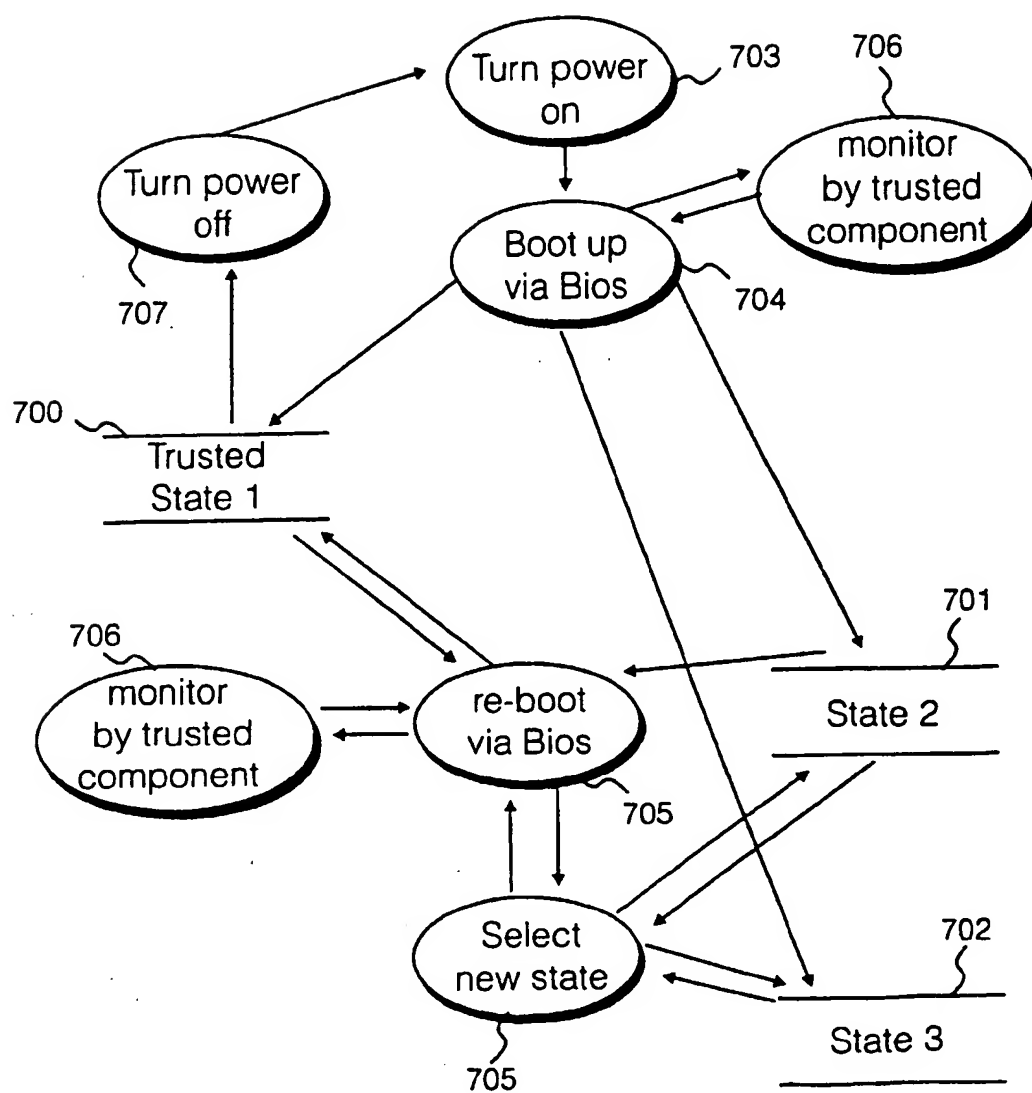 Turn power
on
703
706
monitor
by trusted
component
Turn power
off
707
Boot up
via Bios
704
700
Trusted
State 1
701
State 2
706
monitor
by trusted
component
re-boot
via Bios
705
Select
new state
705
702
State 3